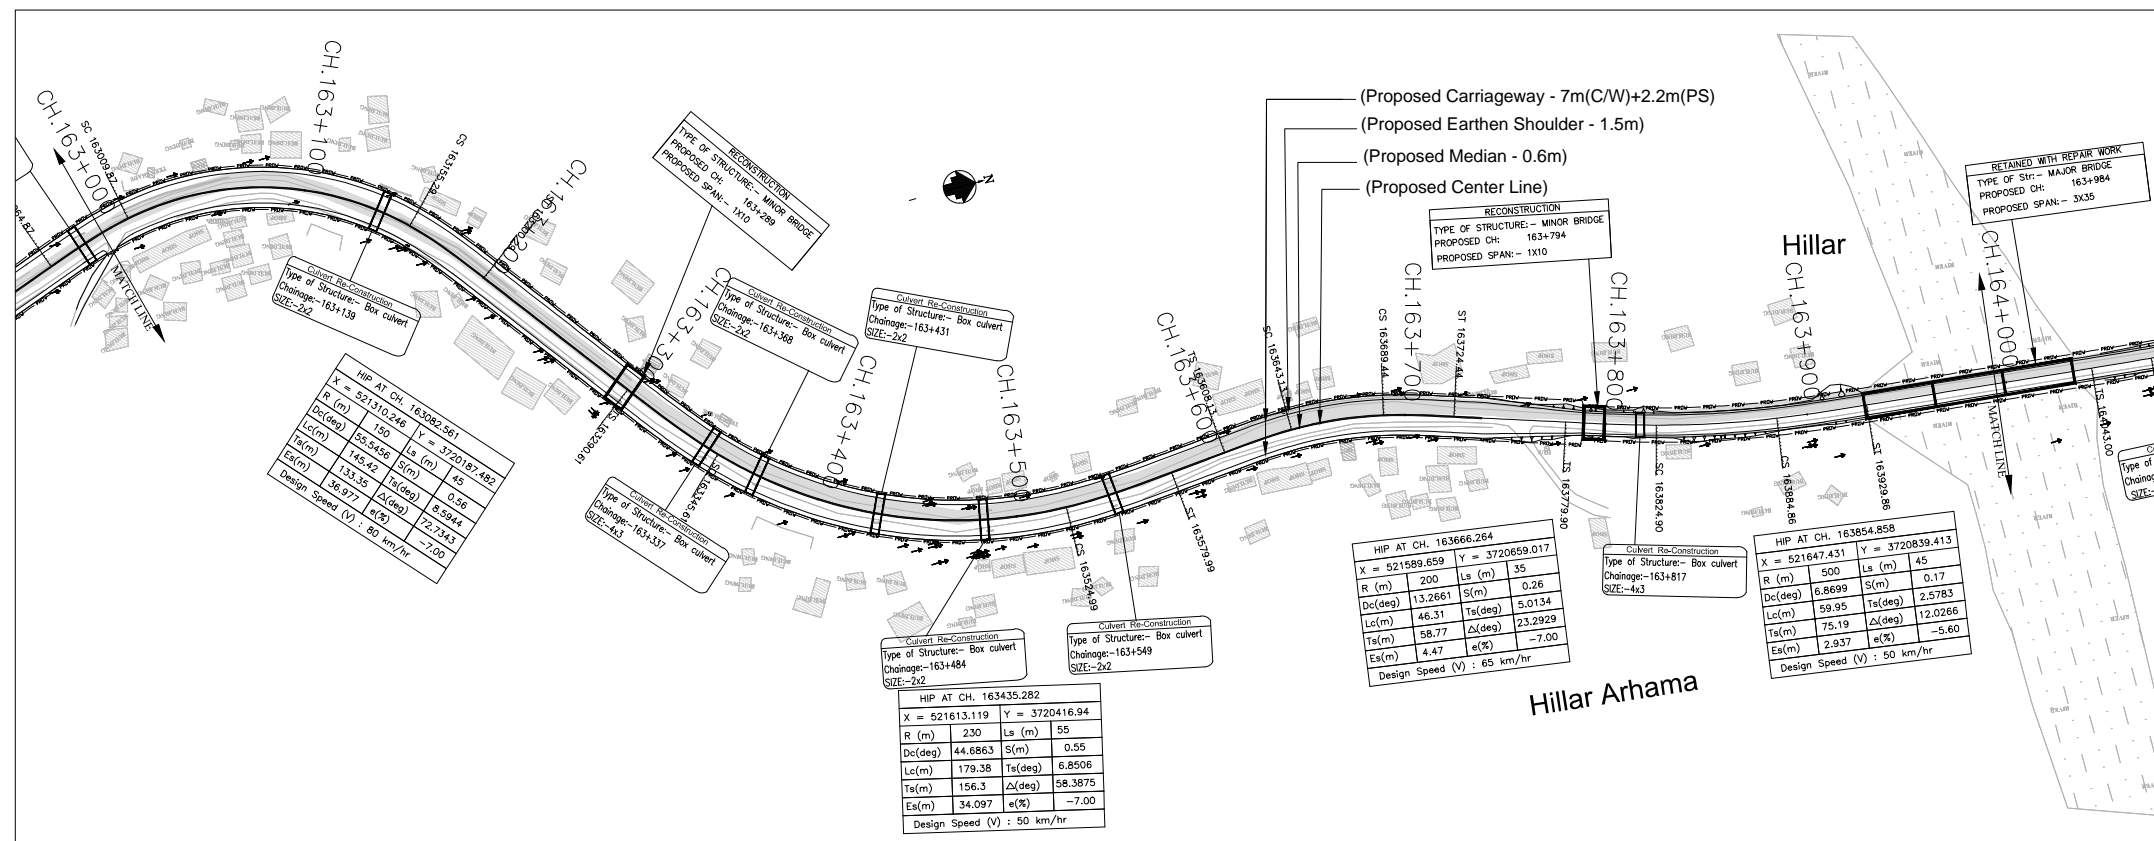 CH.163+000
SC 163009.87
MATCH LINE
CH.163+100
CS 163155.29
RECONSTRUCTION
TYPE OF STRUCTURE:- MINOR BRIDGE
PROPOSED CH: 163+289
PROPOSED SPAN:- 1X10
Culvert Re-Construction
Type of Structure:- Box culvert
Chainage:-163+139
SIZE:-2x2
HIP AT CH. 163082.561
X = 521310.246 Y = 3720187.482
R (m) 150 Ls (m) 45
Dc(deg) 55.5456 S(m) 0.56
Lc(m) 145.42 Ts(deg) 8.5944
Ts(m) 133.35 △(deg) 72.7343
Es(m) 36.977 e(%) -7.00
Design Speed (V) : 80 km/hr
TS 163290.61
Culvert Re-Construction
Type of Structure:- Box culvert
Chainage:-163+368
SIZE:-2x2
Culvert Re-Construction
Type of Structure:- Box culvert
Chainage:-163+337
SIZE:-4x3
CH.163+400
Culvert Re-Construction
Type of Structure:- Box culvert
Chainage:-163+431
SIZE:-2x2
CH.163+500
CS 163524.99
ST 163579.99
Culvert Re-Construction
Type of Structure:- Box culvert
Chainage:-163+484
SIZE:-2x2
Culvert Re-Construction
Type of Structure:- Box culvert
Chainage:-163+549
SIZE:-2x2
HIP AT CH. 163435.282
X = 521613.119 Y = 3720416.94
R (m) 230 Ls (m) 55
Dc(deg) 44.6863 S(m) 0.55
Lc(m) 179.38 Ts(deg) 6.8506
Ts(m) 156.3 △(deg) 58.3875
Es(m) 34.097 e(%) -7.00
Design Speed (V) : 50 km/hr
N
CH.163+600
TS 163608.13
SC 163643.13
(Proposed Carriageway - 7m(C/W)+2.2m(PS)
(Proposed Earthen Shoulder - 1.5m)
(Proposed Median - 0.6m)
(Proposed Center Line)
CS 163689.44
CH.163+700
ST 163724.44
RECONSTRUCTION
TYPE OF STRUCTURE:- MINOR BRIDGE
PROPOSED CH: 163+794
PROPOSED SPAN:- 1X10
CH.163+800
TS 163779.90
SC 163824.90
HIP AT CH. 163666.264
X = 521589.659 Y = 3720659.017
R (m) 200 Ls (m) 35
Dc(deg) 13.2661 S(m) 0.26
Lc(m) 46.31 Ts(deg) 5.0134
Ts(m) 58.77 △(deg) 23.2929
Es(m) 4.47 e(%) -7.00
Design Speed (V) : 65 km/hr
Culvert Re-Construction
Type of Structure:- Box culvert
Chainage:-163+817
SIZE:-4x3
Hillar Arhama
Hillar
CH.163+900
CS 163884.86
ST 163929.86
HIP AT CH. 163854.858
X = 521647.431 Y = 3720839.413
R (m) 500 Ls (m) 45
Dc(deg) 6.8699 S(m) 0.17
Lc(m) 59.95 Ts(deg) 2.5783
Ts(m) 75.19 △(deg) 12.0266
Es(m) 2.937 e(%) -5.60
Design Speed (V) : 50 km/hr
RETAINED WITH REPAIR WORK
TYPE OF Str:- MAJOR BRIDGE
PROPOSED CH: 163+984
PROPOSED SPAN:- 3X35
CH.164+000
MATCH LINE
TS 164043.00
RIVER
BUILDING
SHOP
PROW